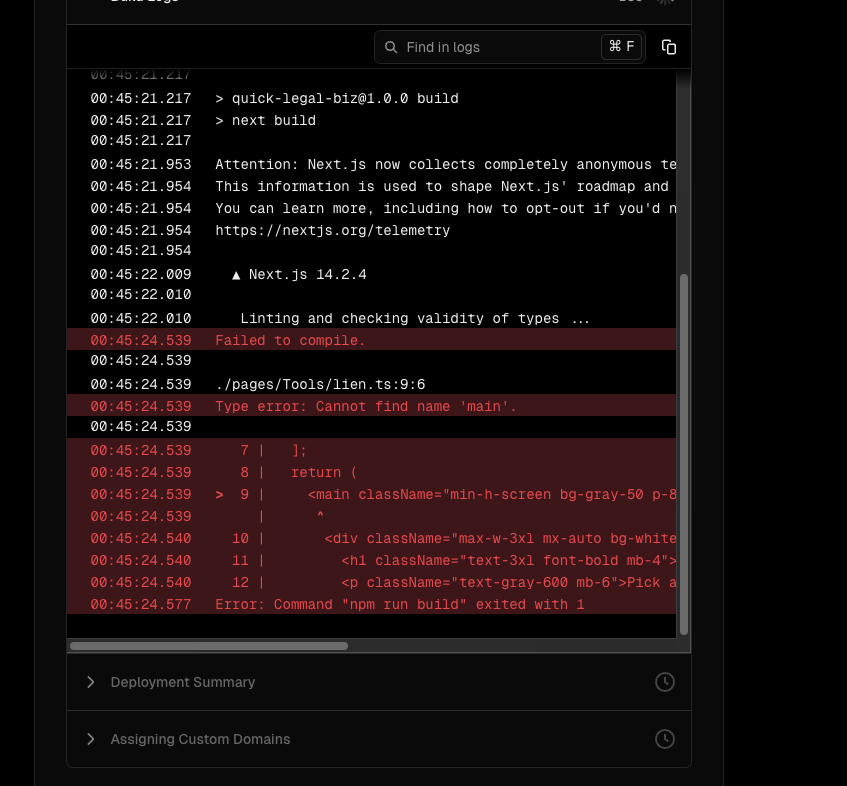 Find in logs ⌘ F
00:45:21.217
00:45:21.217 > quick-legal-biz@1.0.0 build
00:45:21.217 > next build
00:45:21.217
00:45:21.953 Attention: Next.js now collects completely anonymous te
00:45:21.954 This information is used to shape Next.js' roadmap and
00:45:21.954 You can learn more, including how to opt-out if you'd n
00:45:21.954 https://nextjs.org/telemetry
00:45:21.954
00:45:22.009 ▲ Next.js 14.2.4
00:45:22.010
00:45:22.010 Linting and checking validity of types ...
00:45:24.539 Failed to compile.
00:45:24.539
00:45:24.539 ./pages/Tools/lien.ts:9:6
00:45:24.539 Type error: Cannot find name 'main'.
00:45:24.539
00:45:24.539 7 | ];
00:45:24.539 8 | return (
00:45:24.539 > 9 | <main className="min-h-screen bg-gray-50 p-8
00:45:24.539 | ^
00:45:24.540 10 | <div className="max-w-3xl mx-auto bg-white
00:45:24.540 11 | <h1 className="text-3xl font-bold mb-4">
00:45:24.540 12 | <p className="text-gray-600 mb-6">Pick a
00:45:24.577 Error: Command "npm run build" exited with 1
Deployment Summary
Assigning Custom Domains